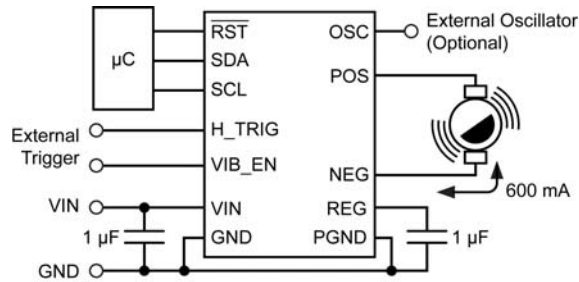 RST
OSC
External Oscillator
(Optional)
µC
SDA
SCL
POS
External
Trigger
H_TRIG
VIB_EN
NEG
600 mA
VIN
VIN
REG
1 µF
GND
PGND
1 µF
GND